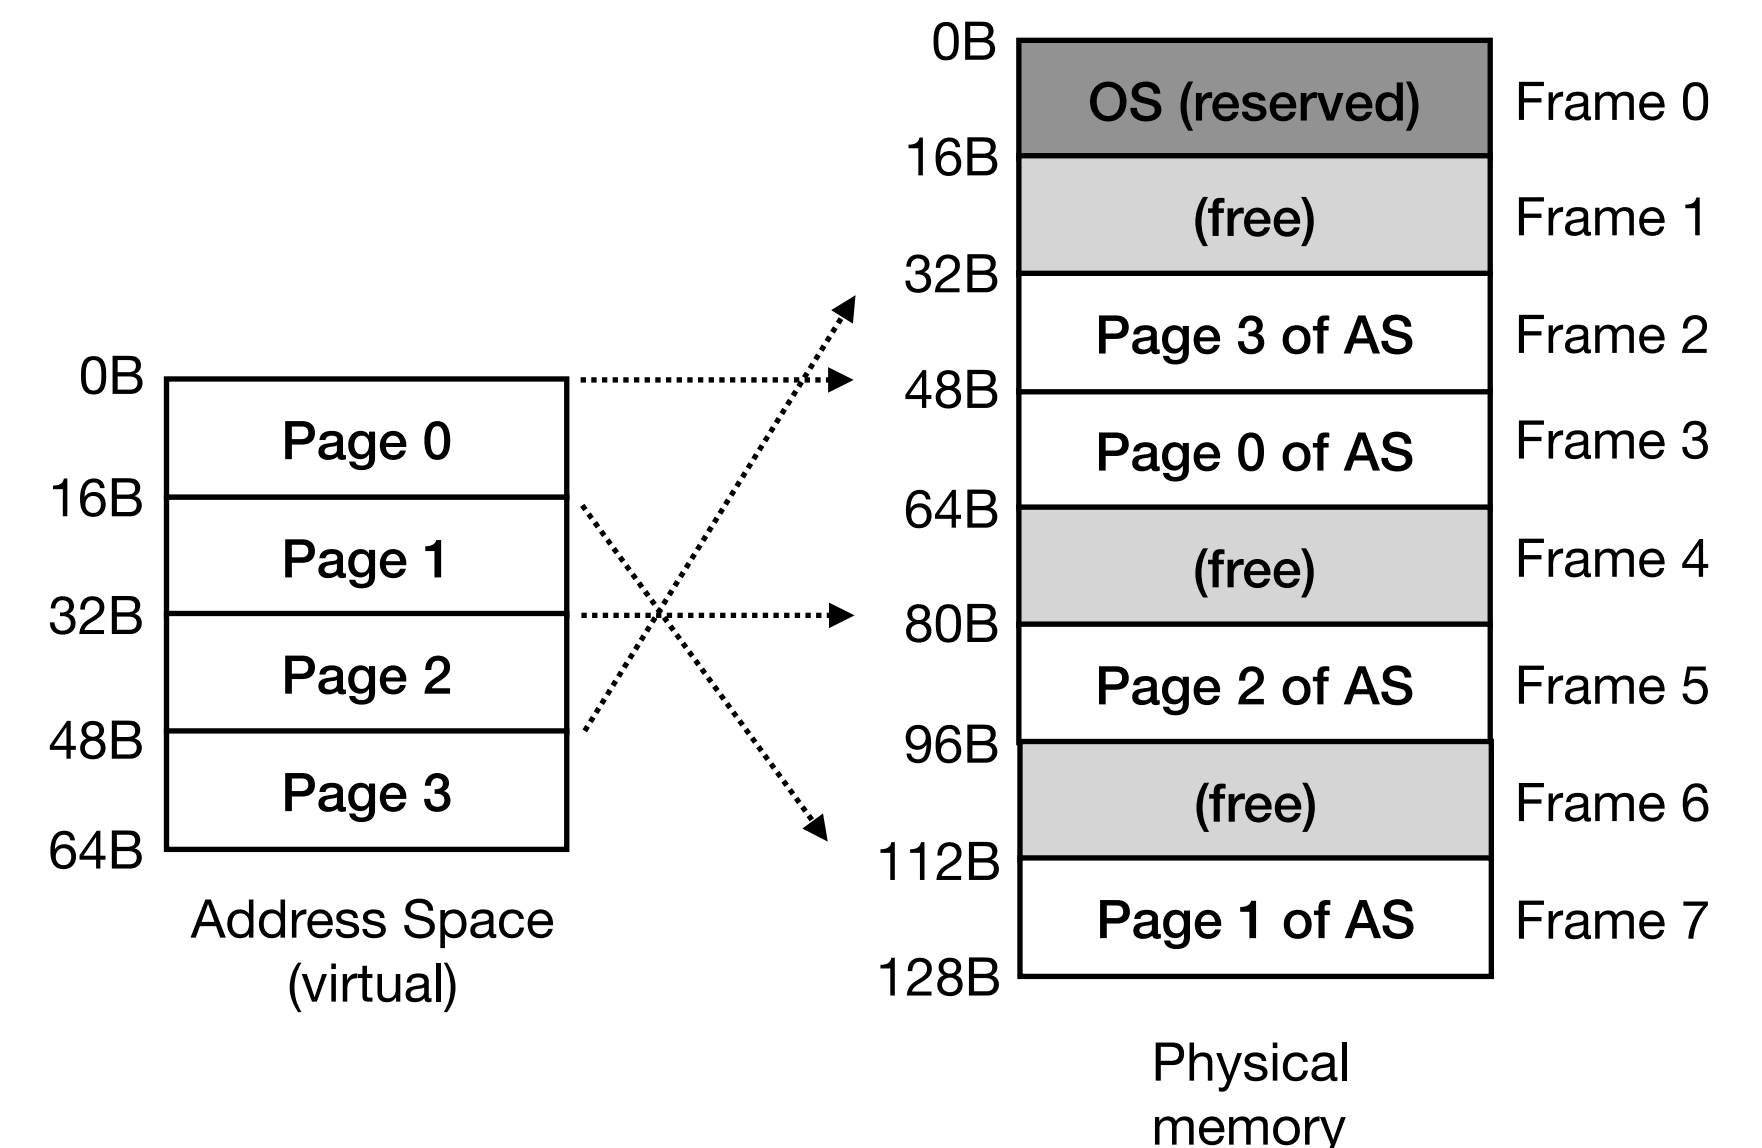 0B
Page 0
16B
Page 1
32B
Page 2
48B
Page 3
64B
Address Space
(virtual)
0B
OS (reserved) Frame 0
16B
(free) Frame 1
32B
Page 3 of AS Frame 2
48B
Page 0 of AS Frame 3
64B
(free) Frame 4
80B
Page 2 of AS Frame 5
96B
(free) Frame 6
112B
Page 1 of AS Frame 7
128B
Physical
memory